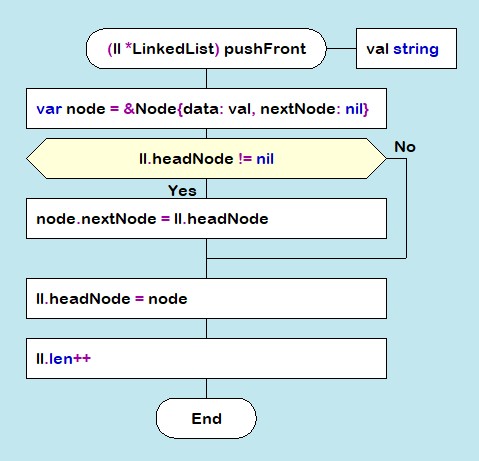 (ll *LinkedList) pushFront
val string
var node = &Node{data: val, nextNode: nil}
ll.headNode != nil
No
Yes
node.nextNode = ll.headNode
ll.headNode = node
ll.len++
End